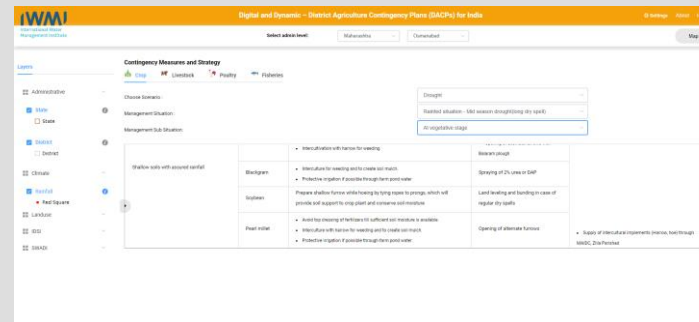 IWMI
International Water
Management Institute
Digital and Dynamic – District Agriculture Contingency Plans (DACPs) for India
Settings
Select admin level:
Maharashtra
Osmanabad
Map
Layers
Contingency Measures and Strategy
Crop
Livestock
Poultry
Fisheries
Administrative
State
State
District
District
Climate
Rainfall
Red Square
Landuse
SWADI
Choose Scenario :
Drought
Management Situation :
Rainfed situation - Mid season drought(long dry spell)
Management Sub Situation :
At vegetative stage
Intercultivation with harrow for weeding
Balaram plough
Shallow soils with assured rainfall
Blackgram
Interculture for weeding and to create soil mulch
Protective irrigation if possible through farm pond water
Spraying of 2% urea or DAP
Soybean
Prepare shallow furrow while hoeing by tying ropes to prongs, which will
provide soil support to crop plant and conserve soil moisture
Land leveling and bunding in case of
regular dry spells
Pearl millet
Avoid top dressing of fertilizers till sufficient soil moisture is available.
Interculture with harrow for weeding and to create soil mulch
Protective irrigation if possible through farm pond water
Opening of alternate furrows
Supply of interculture implements (Harrow, hoe) through